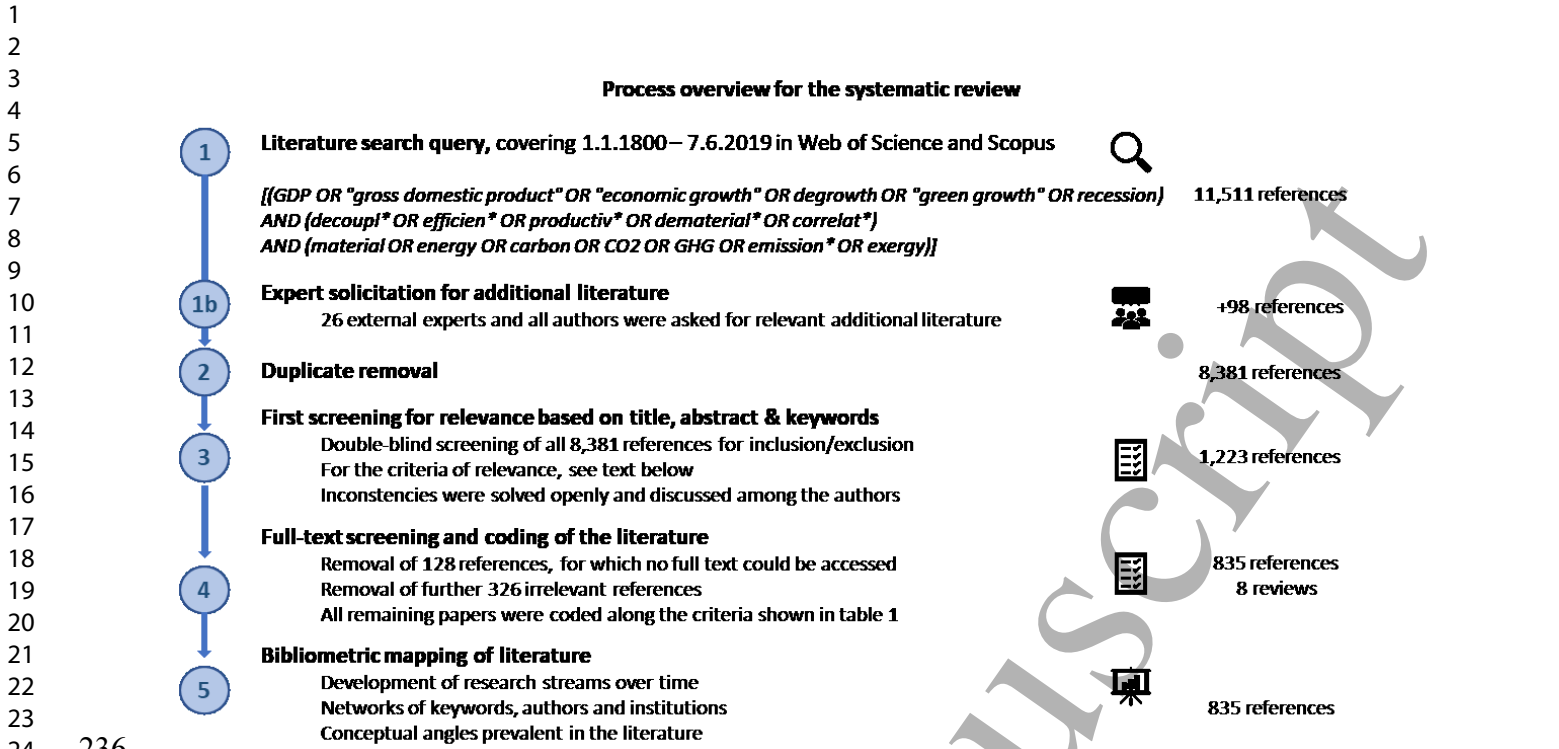 1
2
3
Process overview for the systematic review
4
5
1
Literature search query, covering 1.1.1800 – 7.6.2019 in Web of Science and Scopus
6
[(GDP OR "gross domestic product" OR "economic growth" OR degrowth OR "green growth" OR recession)
11,511 references
7
AND (decoupl* OR efficien* OR productiv* OR dematerial* OR correlat*)
8
AND (material OR energy OR carbon OR CO2 OR GHG OR emission* OR exergy)]
9
10
1b
Expert solicitation for additional literature
26 external experts and all authors were asked for relevant additional literature
+98 references
11
12
2
Duplicate removal
8,381 references
13
First screening for relevance based on title, abstract & keywords
14
Double-blind screening of all 8,381 references for inclusion/exclusion
15
3
For the criteria of relevance, see text below
1,223 references
16
Inconstencies were solved openly and discussed among the authors
17
Full-text screening and coding of the literature
18
Removal of 128 references, for which no full text could be accessed
835 references
19
4
Removal of further 326 irrelevant references
8 reviews
20
All remaining papers were coded along the criteria shown in table 1
21
Bibliometric mapping of literature
22
5
Development of research streams over time
23
Networks of keywords, authors and institutions
835 references
24
236
Conceptual angles prevalent in the literature
uscript